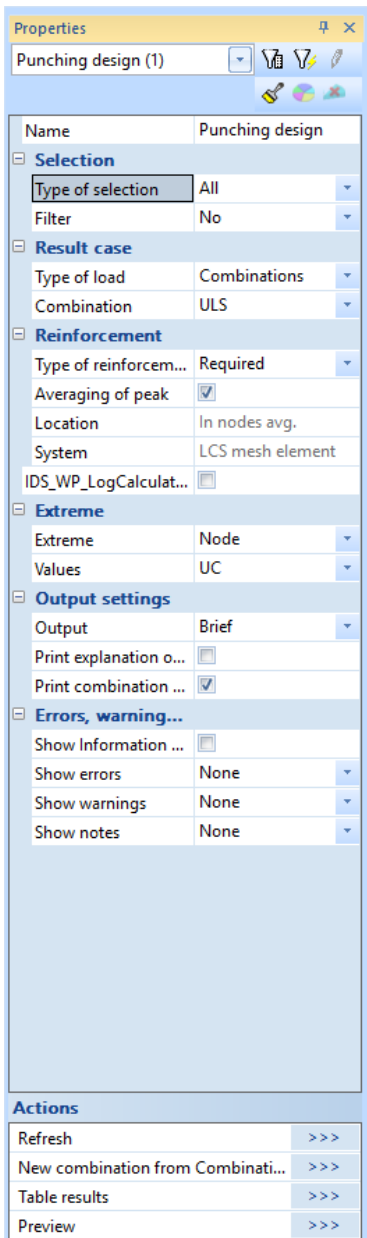 Properties
Punching design (1)
Name Punching design
Selection
Type of selection All
Filter No
Result case
Type of load Combinations
Combination ULS
Reinforcement
Type of reinforcem... Required
Averaging of peak
Location In nodes avg.
System LCS mesh element
IDS_WP_LogCalculat...
Extreme
Extreme Node
Values UC
Output settings
Output Brief
Print explanation o...
Print combination ...
Errors, warning...
Show Information ...
Show errors None
Show warnings None
Show notes None
Actions
Refresh >>>
New combination from Combinati... >>>
Table results >>>
Preview >>>